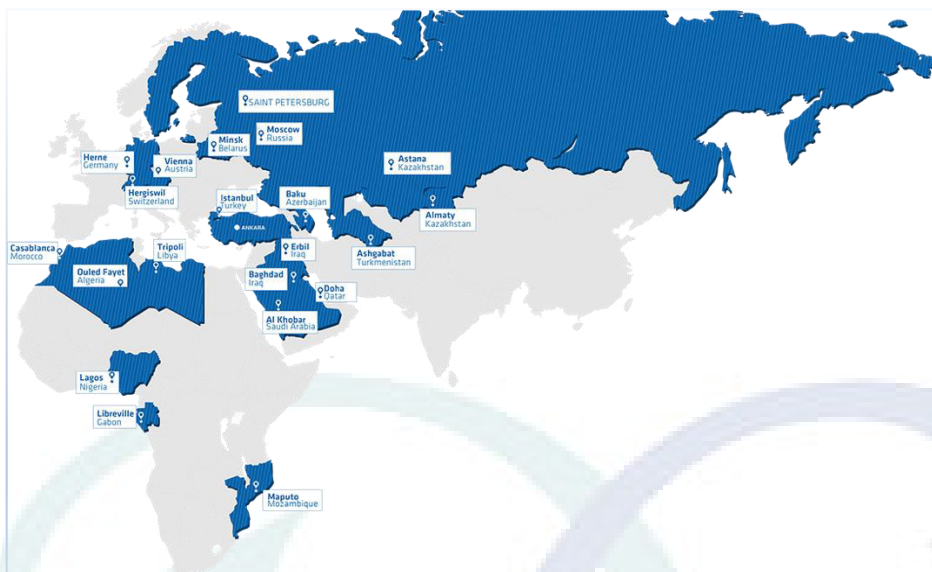 SAINT PETERSBURG
Moscow
Russia
Minsk
Belarus
Herne
Germany
Vienna
Austria
Astana
Kazakhstan
Hergiswil
Switzerland
Istanbul
Turkey
Baku
Azerbaijan
Almaty
Kazakhstan
ANKARA
Casablanca
Morocco
Tripoli
Libya
Erbil
Iraq
Ashgabat
Turkmenistan
Ouled Fayet
Algeria
Baghdad
Iraq
Doha
Qatar
Al Khobar
Saudi Arabia
Lagos
Nigeria
Libreville
Gabon
Maputo
Mozambique